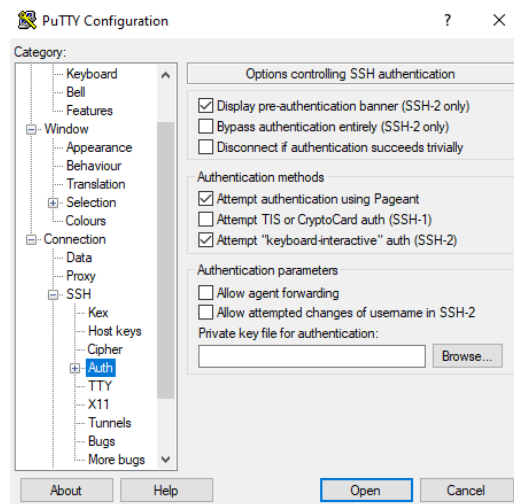 PuTTY Configuration
?
Category:
Keyboard
Bell
Features
Window
Appearance
Behaviour
Translation
Selection
Colours
Connection
Data
Proxy
SSH
Kex
Host keys
Cipher
Auth
TTY
X11
Tunnels
Bugs
More bugs
Options controlling SSH authentication
Display pre-authentication banner (SSH-2 only)
Bypass authentication entirely (SSH-2 only)
Disconnect if authentication succeeds trivially
Authentication methods
Attempt authentication using Pageant
Attempt TIS or CryptoCard auth (SSH-1)
Attempt "keyboard-interactive" auth (SSH-2)
Authentication parameters
Allow agent forwarding
Allow attempted changes of username in SSH-2
Private key file for authentication:
Browse...
About
Help
Open
Cancel